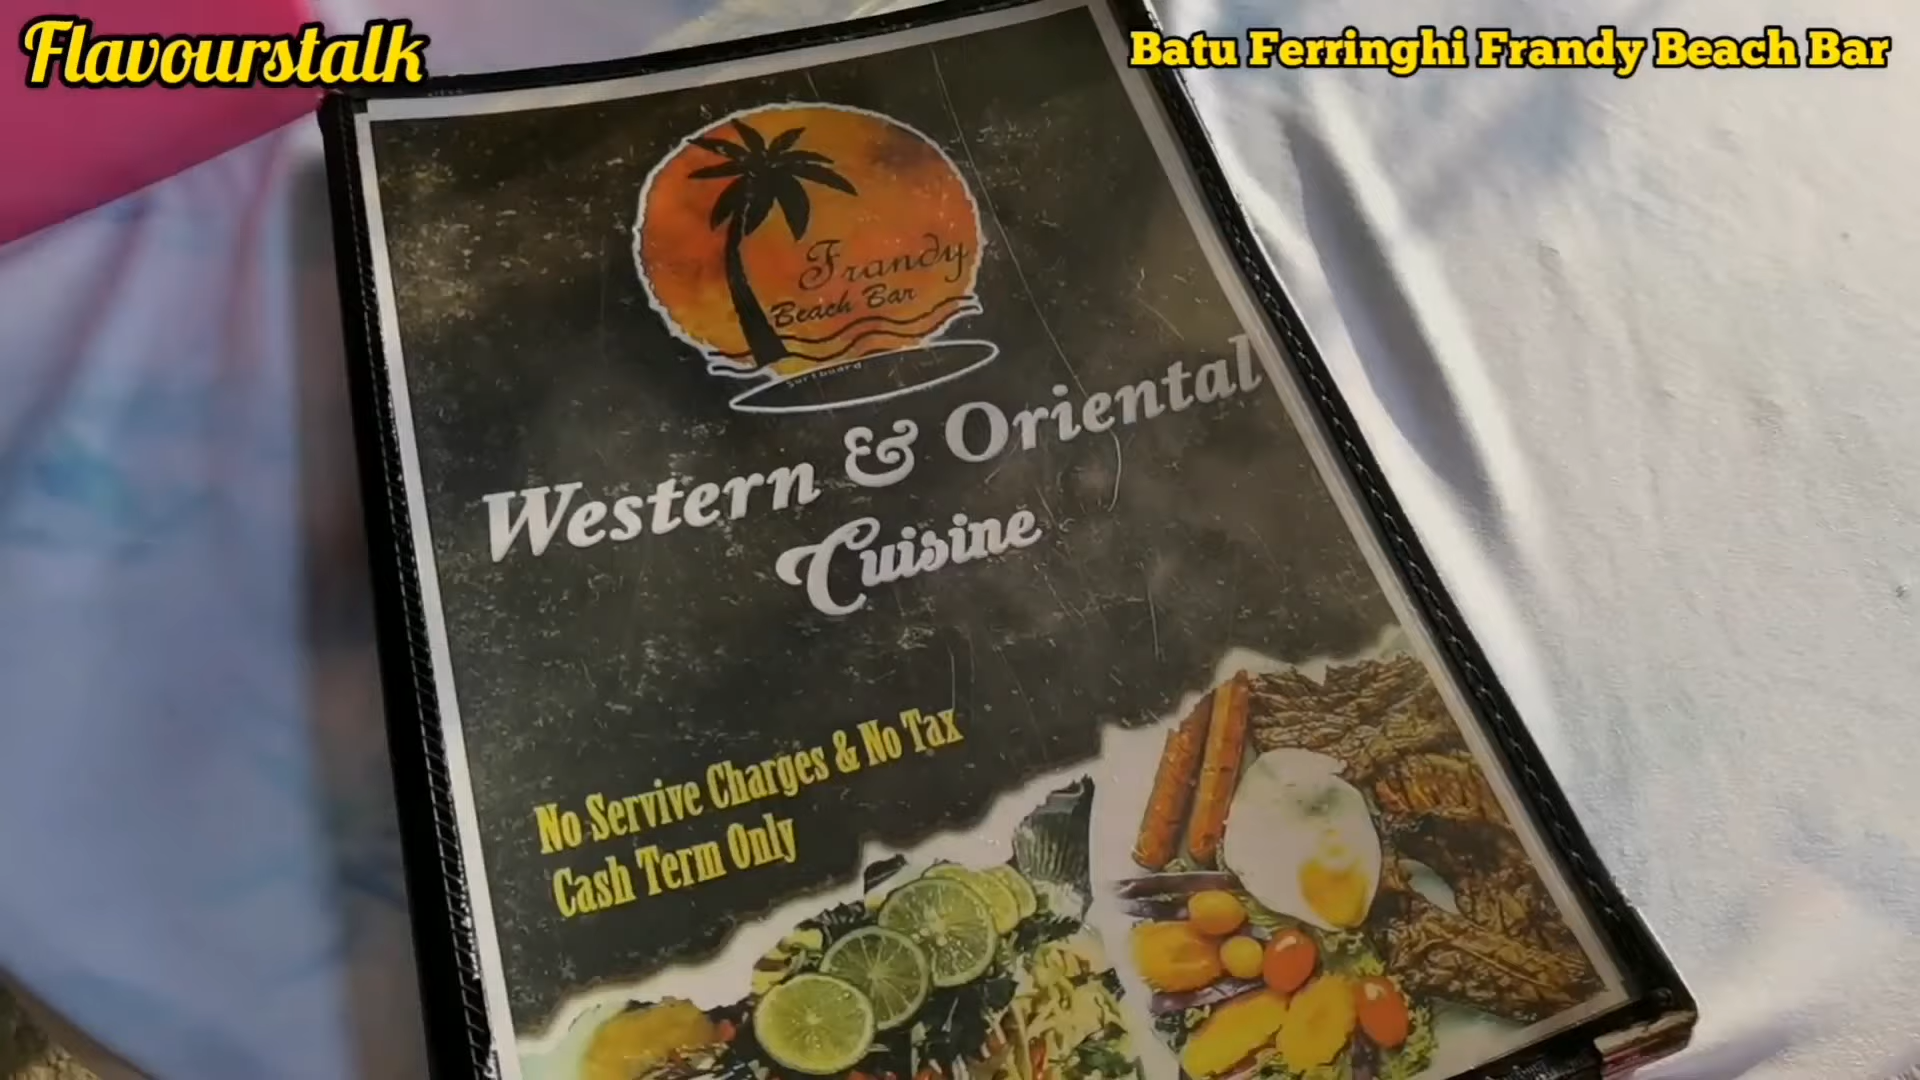 Flavourstalk
Batu Ferringhi Frandy Beach Bar
Frandy
Beach Bar
Surfboard
Western & Oriental
Cuisine
No Servive Charges & No Tax
Cash Term Only